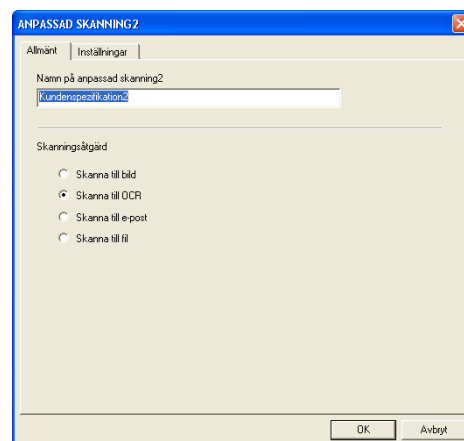 ANPASSAD SKANNING2
Allmänt Inställningar
Namn på anpassad skanning2
Kundenspezifikation2
Skanningsåtgärd
Skanna till bild
Skanna till OCR
Skanna till e-post
Skanna till fil
OK Avbryt